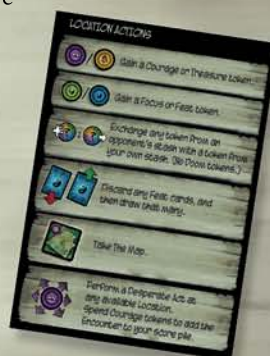 LOCATION ACTIONS
Gain a Courage or Treasure token.
Gain a Focus or Feat token.
Exchange any token from an
opponent's stash with a token from
your own stash. (No Doom tokens.)
Discard any Feat cards, and
then draw that many.
Take The Map.
Perform a Desperate Act at
any available Location.
Spend Courage tokens to add the
Encounter to your score pile.